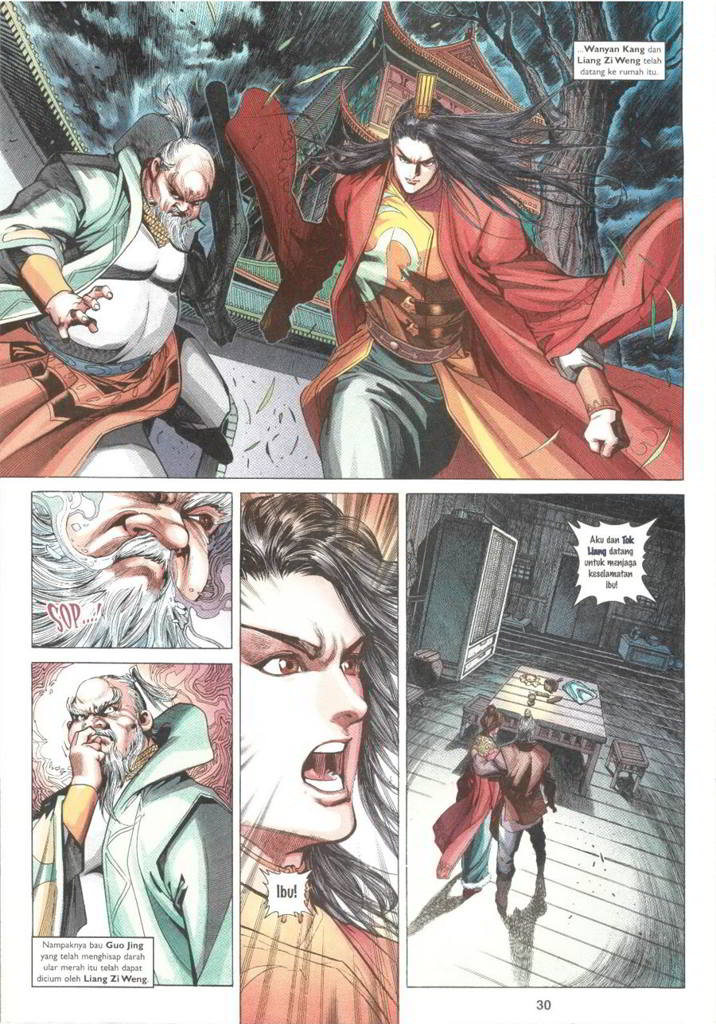 ...Wanyan Kang dan
Liang Zi Weng telah
datang ke rumah itu.
SOP...!
Ibu!
Aku dan Tok
Liang datang
untuk menjaga
keselamatan
ibu!
Nampaknya bau Guo Jing
yang telah menghisap darah
ular merah itu telah dapat
dicium oleh Liang Zi Weng.
30